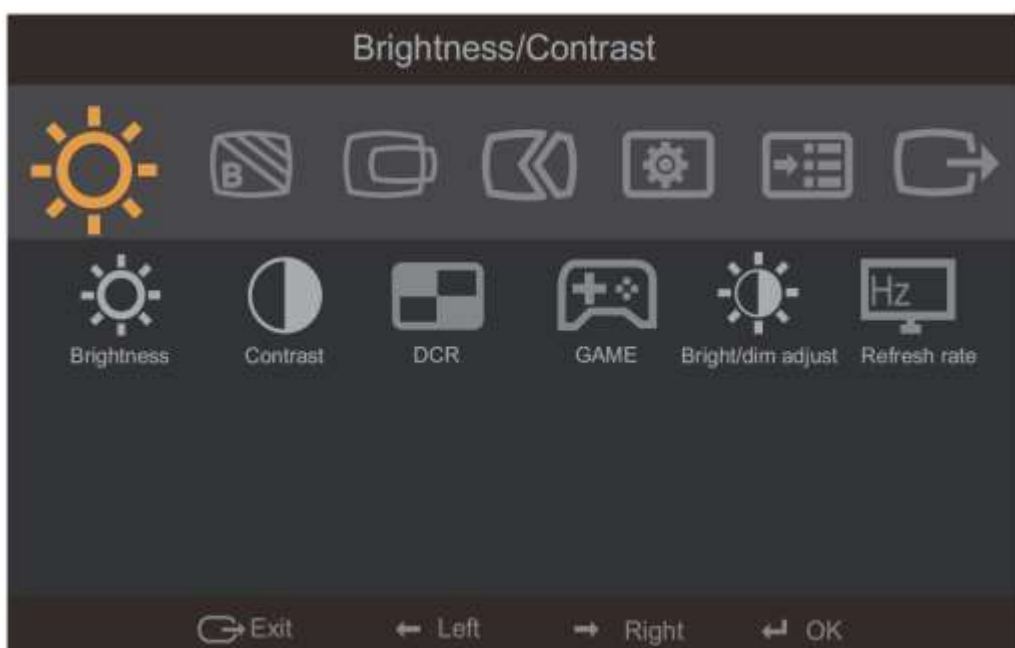 Brightness/Contrast
B
Hz
Brightness Contrast DCR GAME Bright/dim adjust Refresh rate
Exit Left Right OK